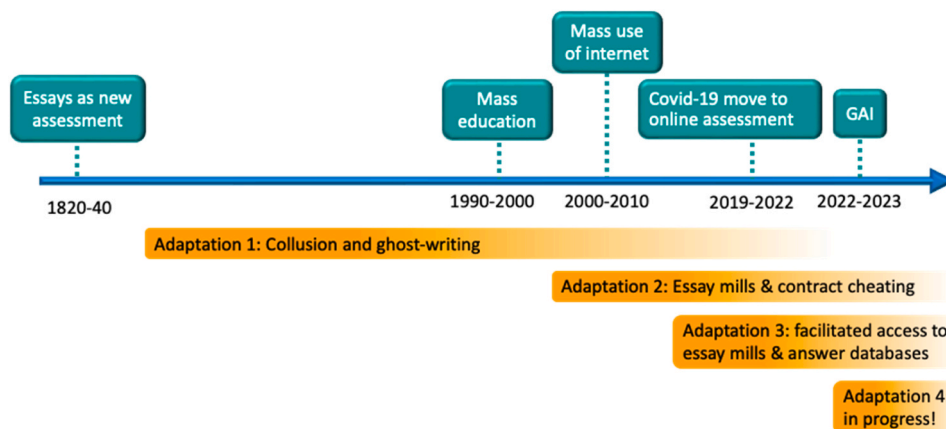 Mass use
of internet
Essays as new
assessment
Mass
education
Covid-19 move to
online assessment
GAI
1820-40
1990-2000
2000-2010
2019-2022
2022-2023
Adaptation 1: Collusion and ghost-writing
Adaptation 2: Essay mills & contract cheating
Adaptation 3: facilitated access to
essay mills & answer databases
Adaptation 4
in progress!